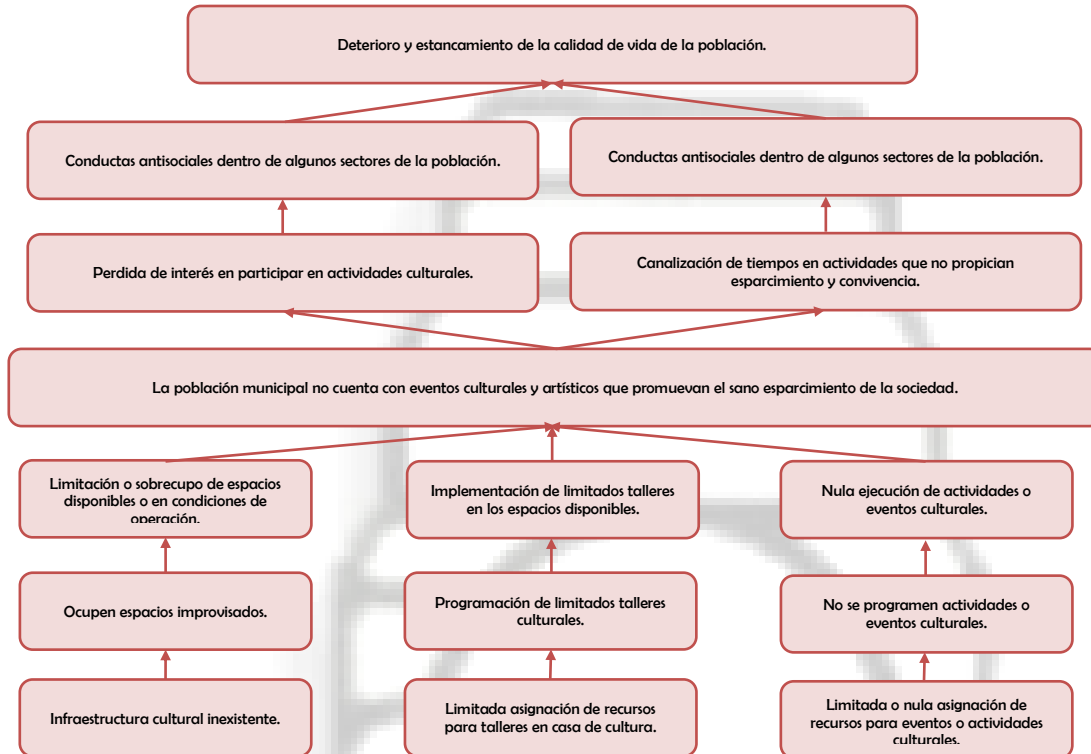 Deterioro y estancamiento de la calidad de vida de la población.
Conductas antisociales dentro de algunos sectores de la población.
Conductas antisociales dentro de algunos sectores de la población.
Perdida de interés en participar en actividades culturales.
Canalización de tiempos en actividades que no propician
esparcimiento y convivencia.
La población municipal no cuenta con eventos culturales y artísticos que promuevan el sano esparcimiento de la sociedad.
Limitación o sobrecupo de espacios
disponibles o en condiciones de
operación.
Implementación de limitados talleres
en los espacios disponibles.
Nula ejecución de actividades o
eventos culturales.
Ocupen espacios improvisados.
Programación de limitados talleres
culturales.
No se programen actividades o
eventos culturales.
Infraestructura cultural inexistente.
Limitada asignación de recursos
para talleres en casa de cultura.
Limitada o nula asignación de
recursos para eventos o actividades
culturales.